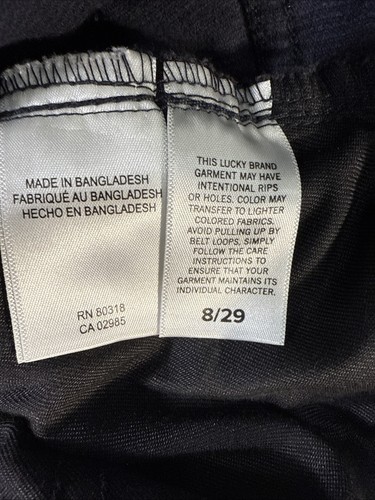 MADE IN BANGLADESH
FABRIQUÉ AU BANGLADESH
HECHO EN BANGLADESH
RN 80318
CA 02985
THIS LUCKY BRAND
GARMENT MAY HAVE
INTENTIONAL RIPS
OR HOLES. COLOR MAY
TRANSFER TO LIGHTER
COLORED FABRICS.
AVOID PULLING UP BY
BELT LOOPS, SIMPLY
FOLLOW THE CARE
INSTRUCTIONS TO
ENSURE THAT YOUR
GARMENT MAINTAINS ITS
INDIVIDUAL CHARACTER.
8/29